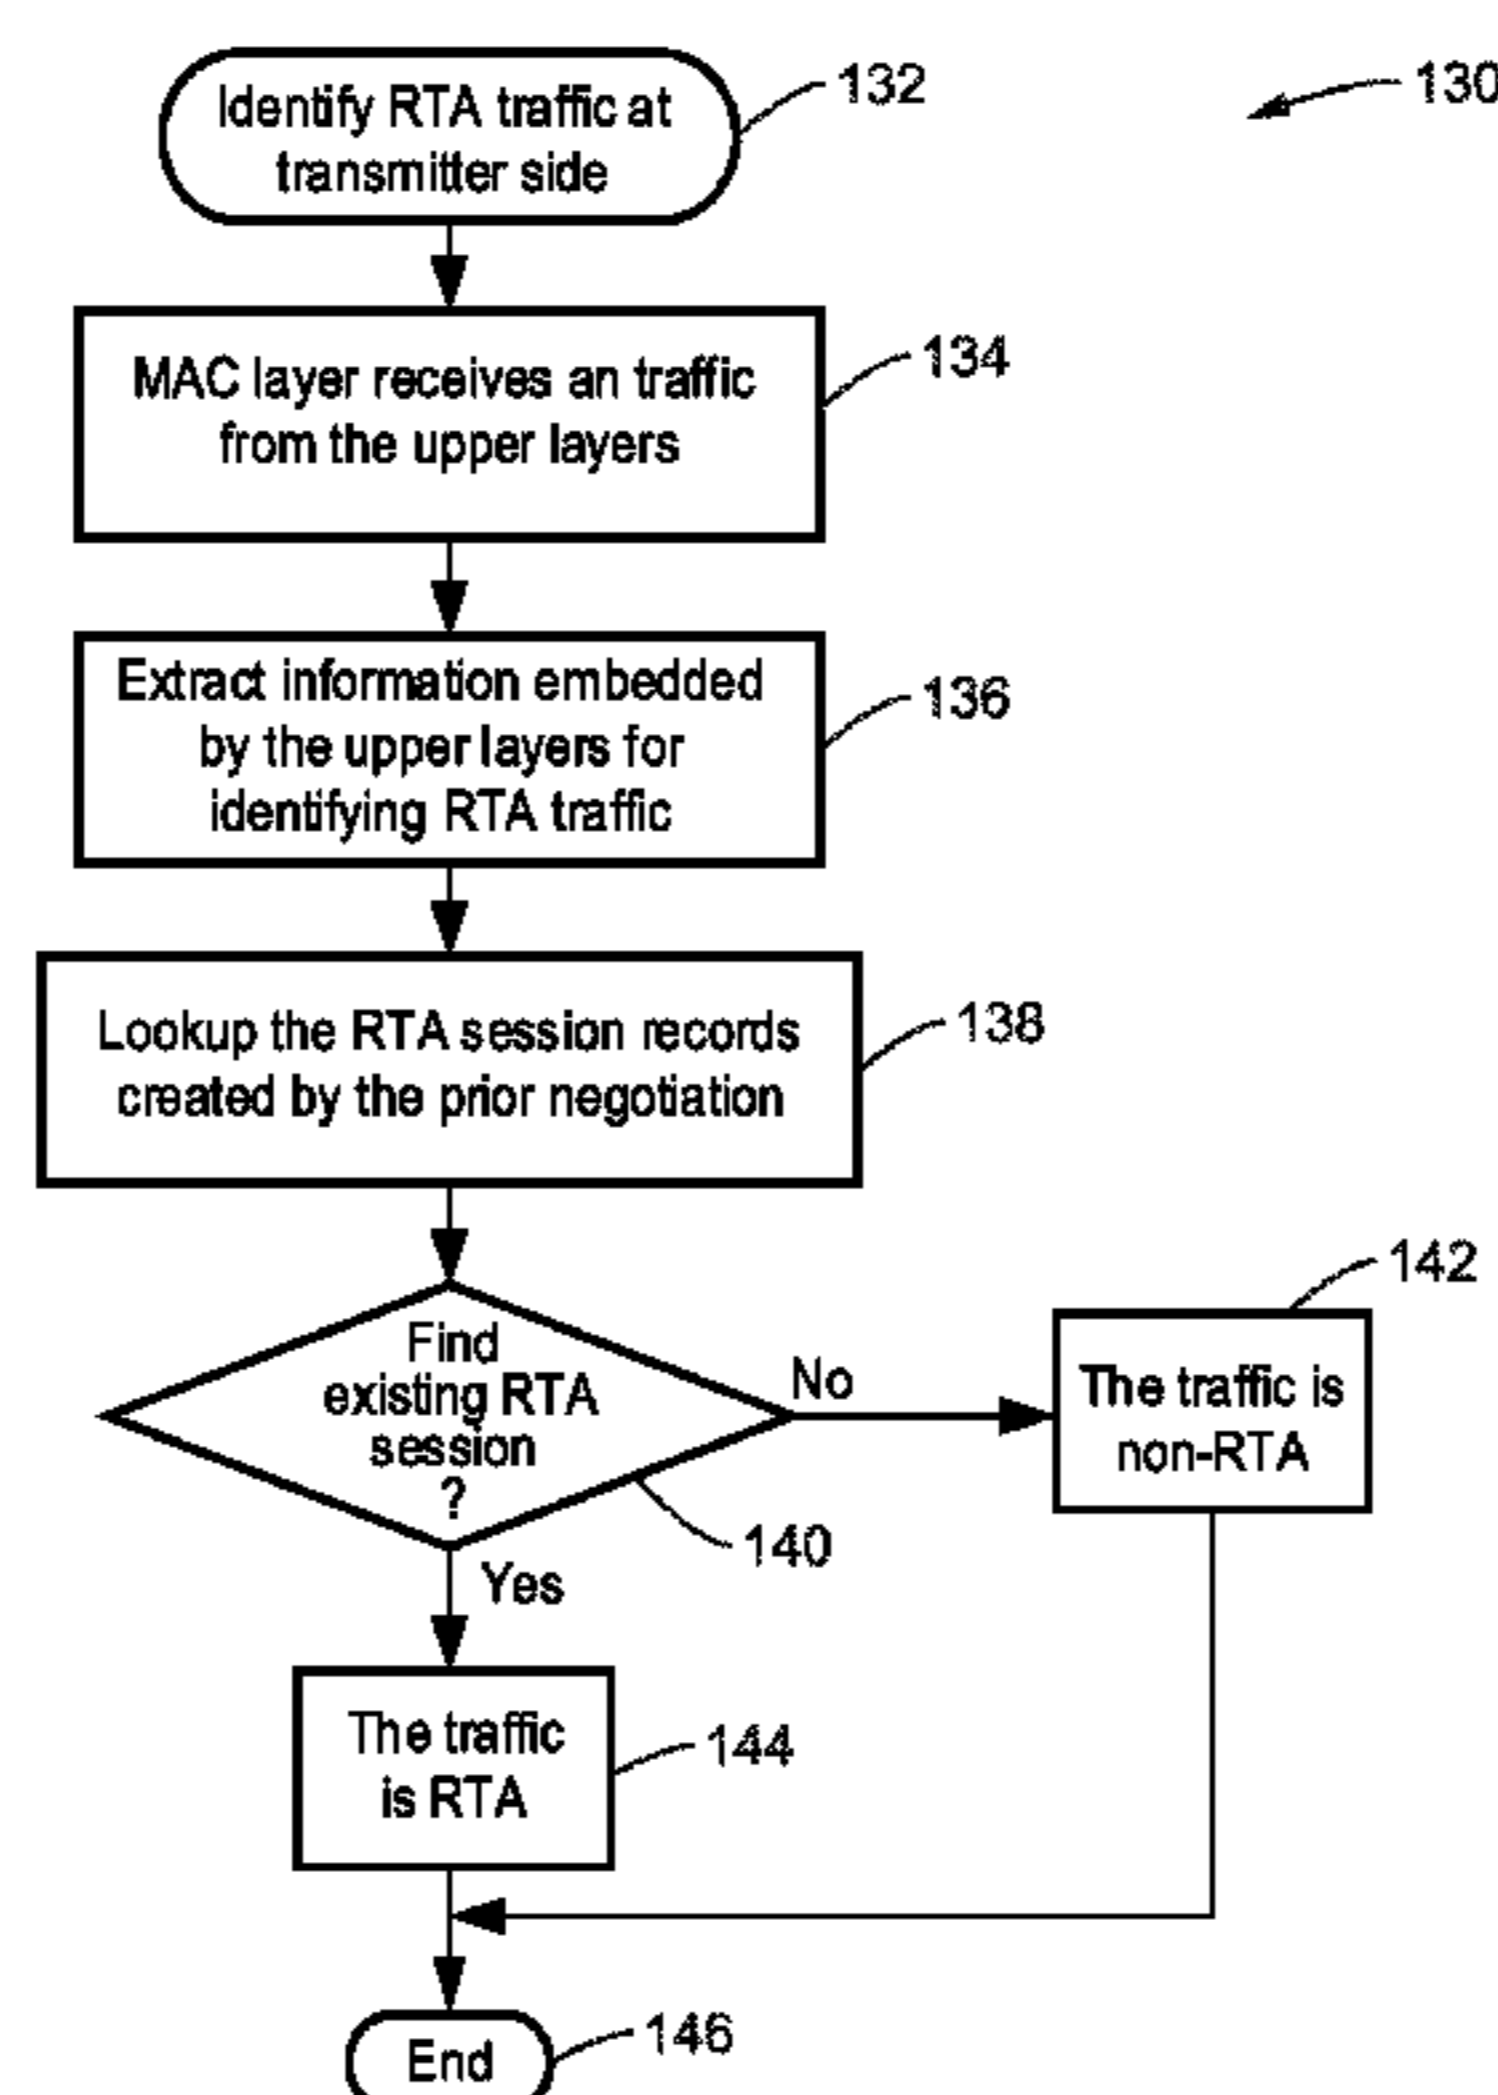 130
Identify RTA traffic at
transmitter side
132
MAC layer receives an traffic
from the upper layers
134
Extract information embedded
by the upper layers for
identifying RTA traffic
136
Lookup the RTA session records
created by the prior negotiation
138
Find
existing RTA
session
?
140
No
142
The traffic is
non-RTA
Yes
The traffic
is RTA
144
End
146